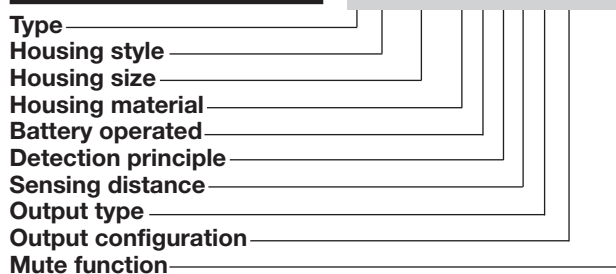 Type
Housing style
Housing size
Housing material
Battery operated
Detection principle
Sensing distance
Output type
Output configuration
Mute function